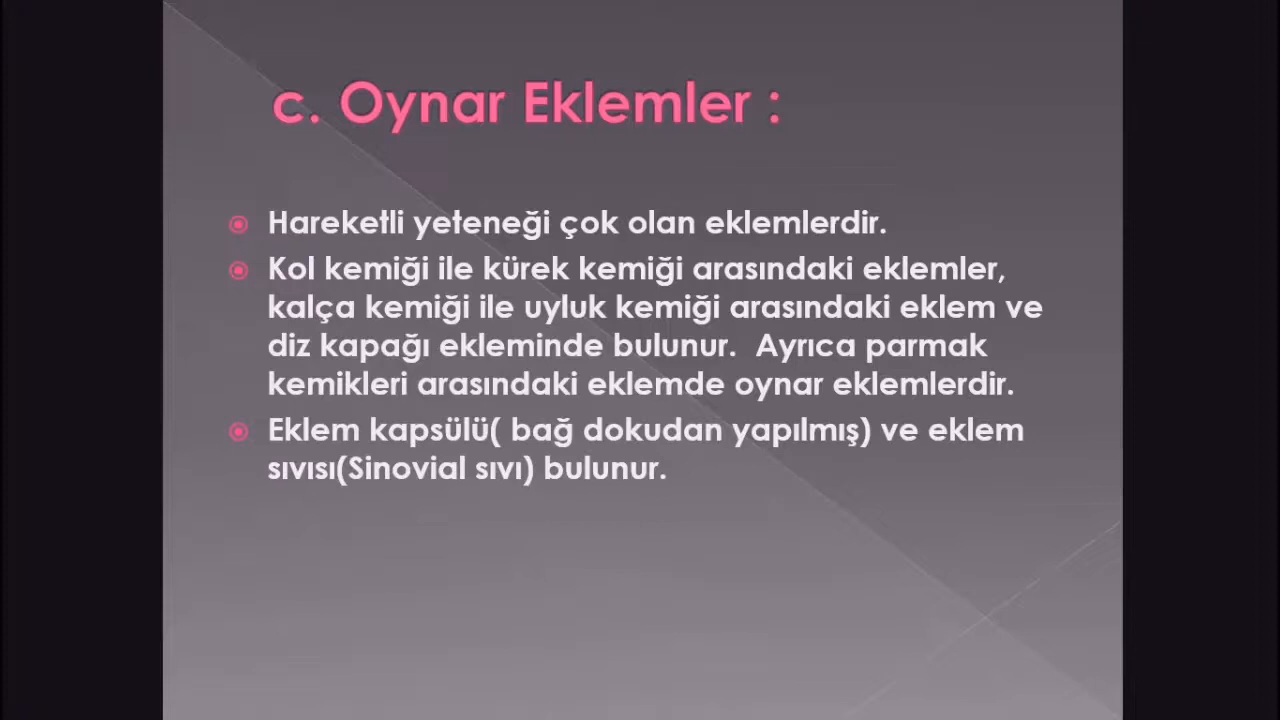 c. Oynar Eklemler :
Hareketli yeteneği çok olan eklemlerdir.
Kol kemiği ile kürek kemiği arasındaki eklemler,
kalça kemiği ile uyluk kemiği arasındaki eklem ve
diz kapağı ekleminde bulunur.  Ayrıca parmak
kemikleri arasındaki eklemde oynar eklemlerdir.
Eklem kapsülü( bağ dokudan yapılmış) ve eklem
sıvısı(Sinovial sıvı) bulunur.